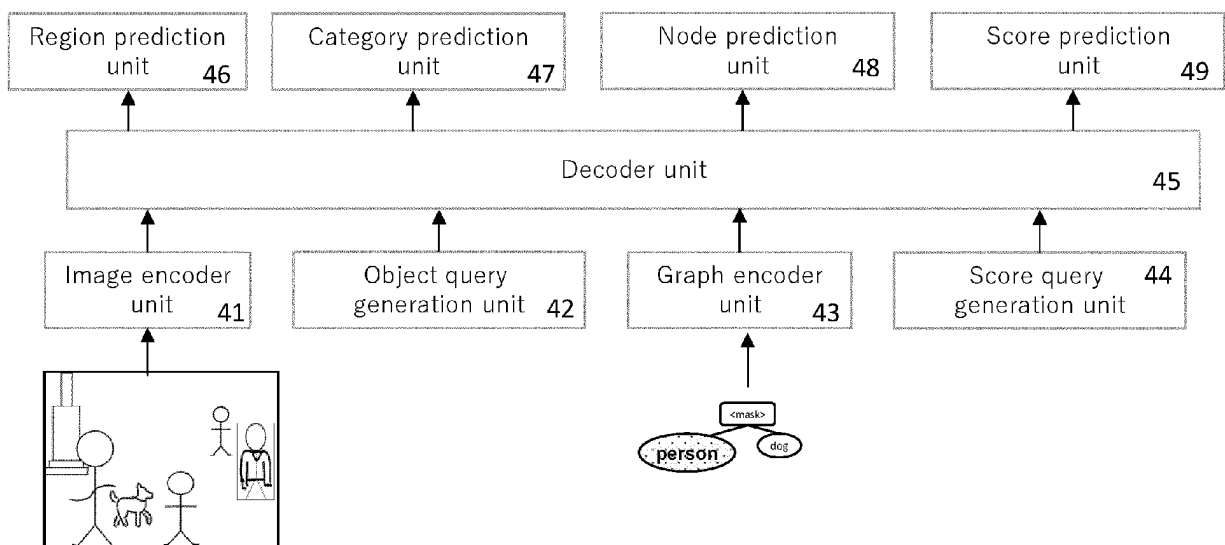 Region prediction
unit
46
Category prediction
unit
47
Node prediction
unit
48
Score prediction
unit
49
Decoder unit
45
Image encoder
unit
41
Object query
generation unit
42
Graph encoder
unit
43
Score query
generation unit
44
<mask>
person
dog